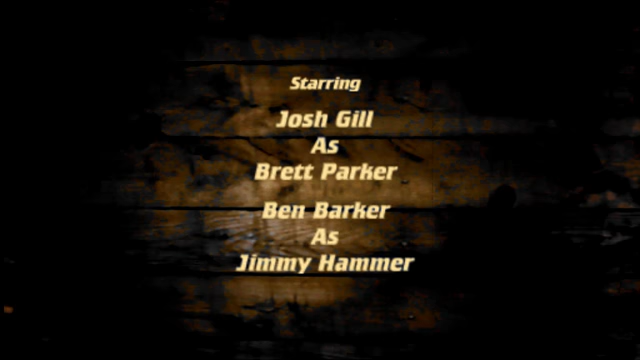 Starring
Josh Gill
As
Brett Parker
Ben Barker
As
Jimmy Hammer